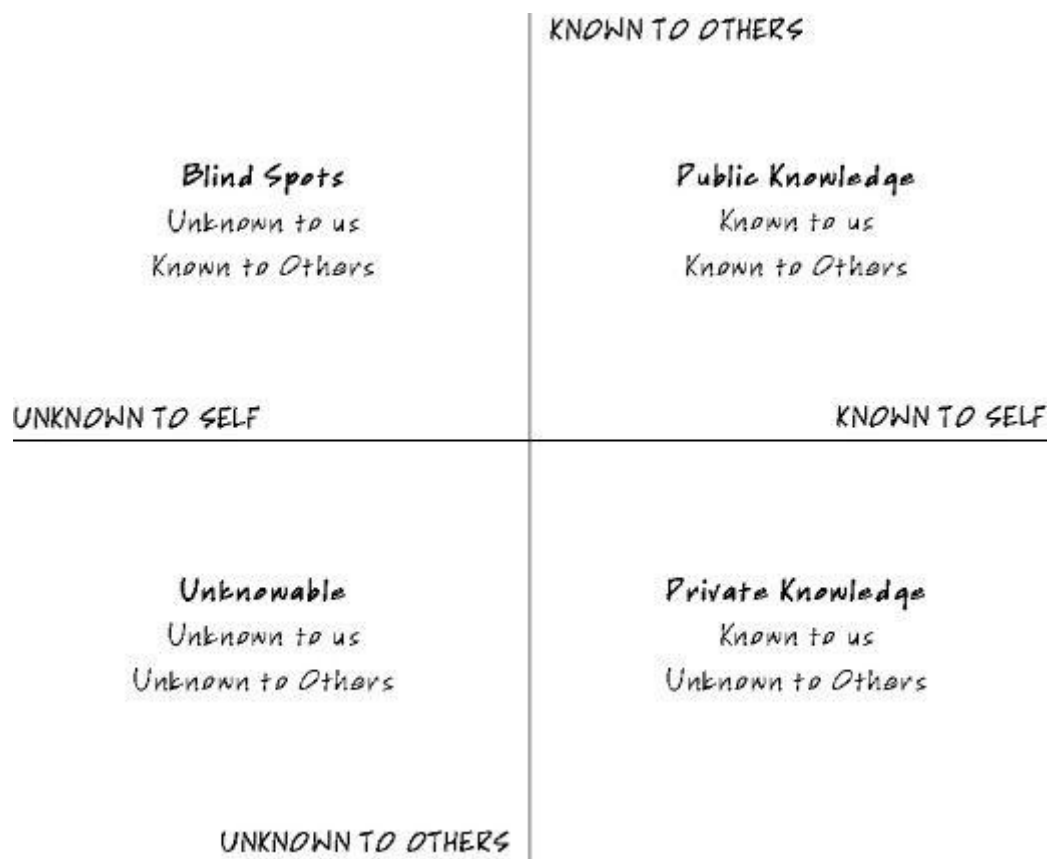 KNOWN TO OTHERS
Blind Spots
Unknown to us
Known to Others
Public Knowledge
Known to us
Known to Others
UNKNOWN TO SELF
KNOWN TO SELF
Unknowable
Unknown to us
Unknown to Others
Private Knowledge
Known to us
Unknown to Others
UNKNOWN TO OTHERS